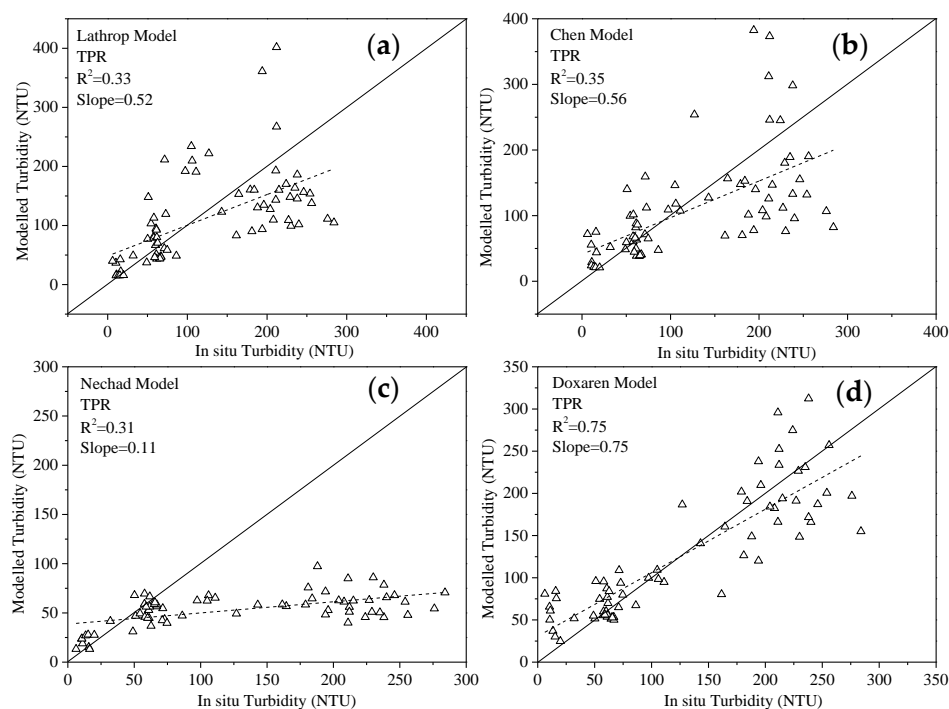 Lathrop Model
TPR
R²=0.33
Slope=0.52
(a)
400
300
200
100
0
Modelled Turbidity (NTU)
0 100 200 300 400
In situ Turbidity (NTU)
Chen Model
TPR
R²=0.35
Slope=0.56
(b)
400
300
200
100
0
Modelled Turbidity (NTU)
0 100 200 300 400
In situ Turbidity (NTU)
Nechad Model
TPR
R²=0.31
Slope=0.11
(c)
300
250
200
150
100
50
0
Modelled Turbidity (NTU)
0 50 100 150 200 250 300
In situ Turbidity (NTU)
Doxaren Model
TPR
R²=0.75
Slope=0.75
(d)
350
300
250
200
150
100
50
0
Modelled Turbidity (NTU)
0 50 100 150 200 250 300 350
In situ Turbidity (NTU)